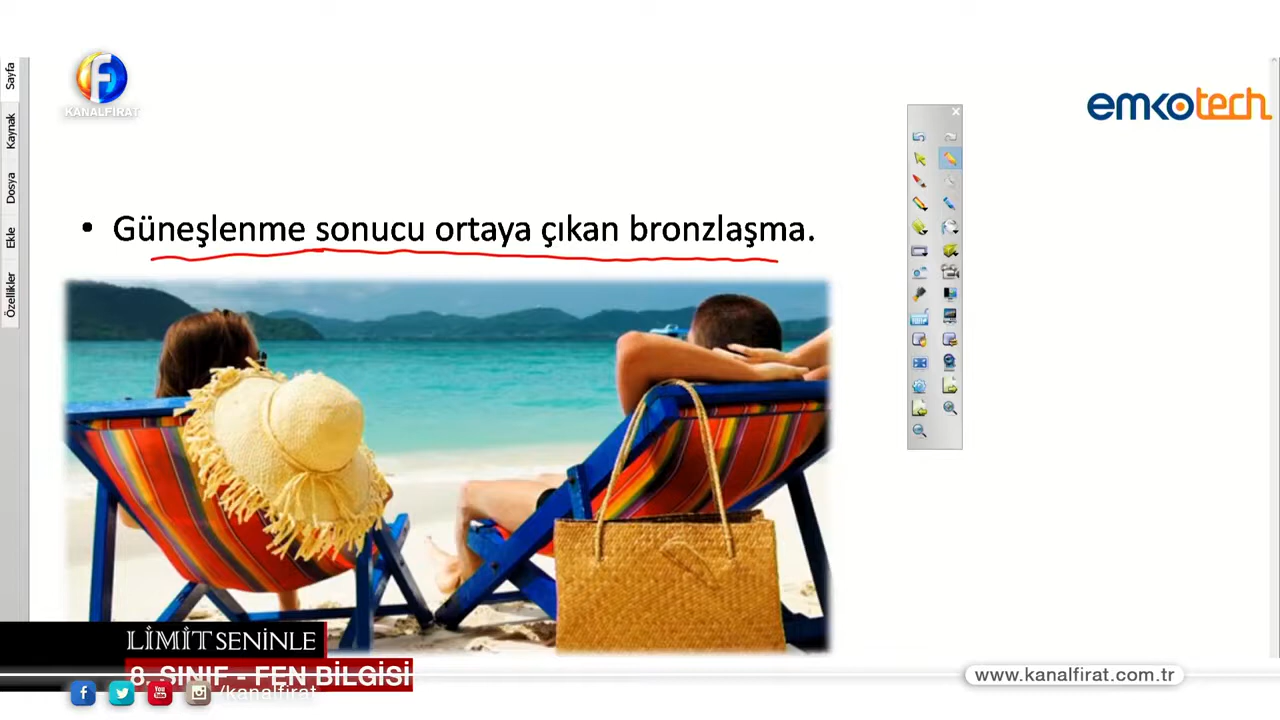 Sayfa
Kaynak
Dosya
Ekle
Özellikler
KANALFIRAT
emkotech
• Güneşlenme sonucu ortaya çıkan bronzlaşma.
LİMİT SENİNLE
8. SINIF - FEN BİLGİSİ
/kanalfirat
www.kanalfirat.com.tr